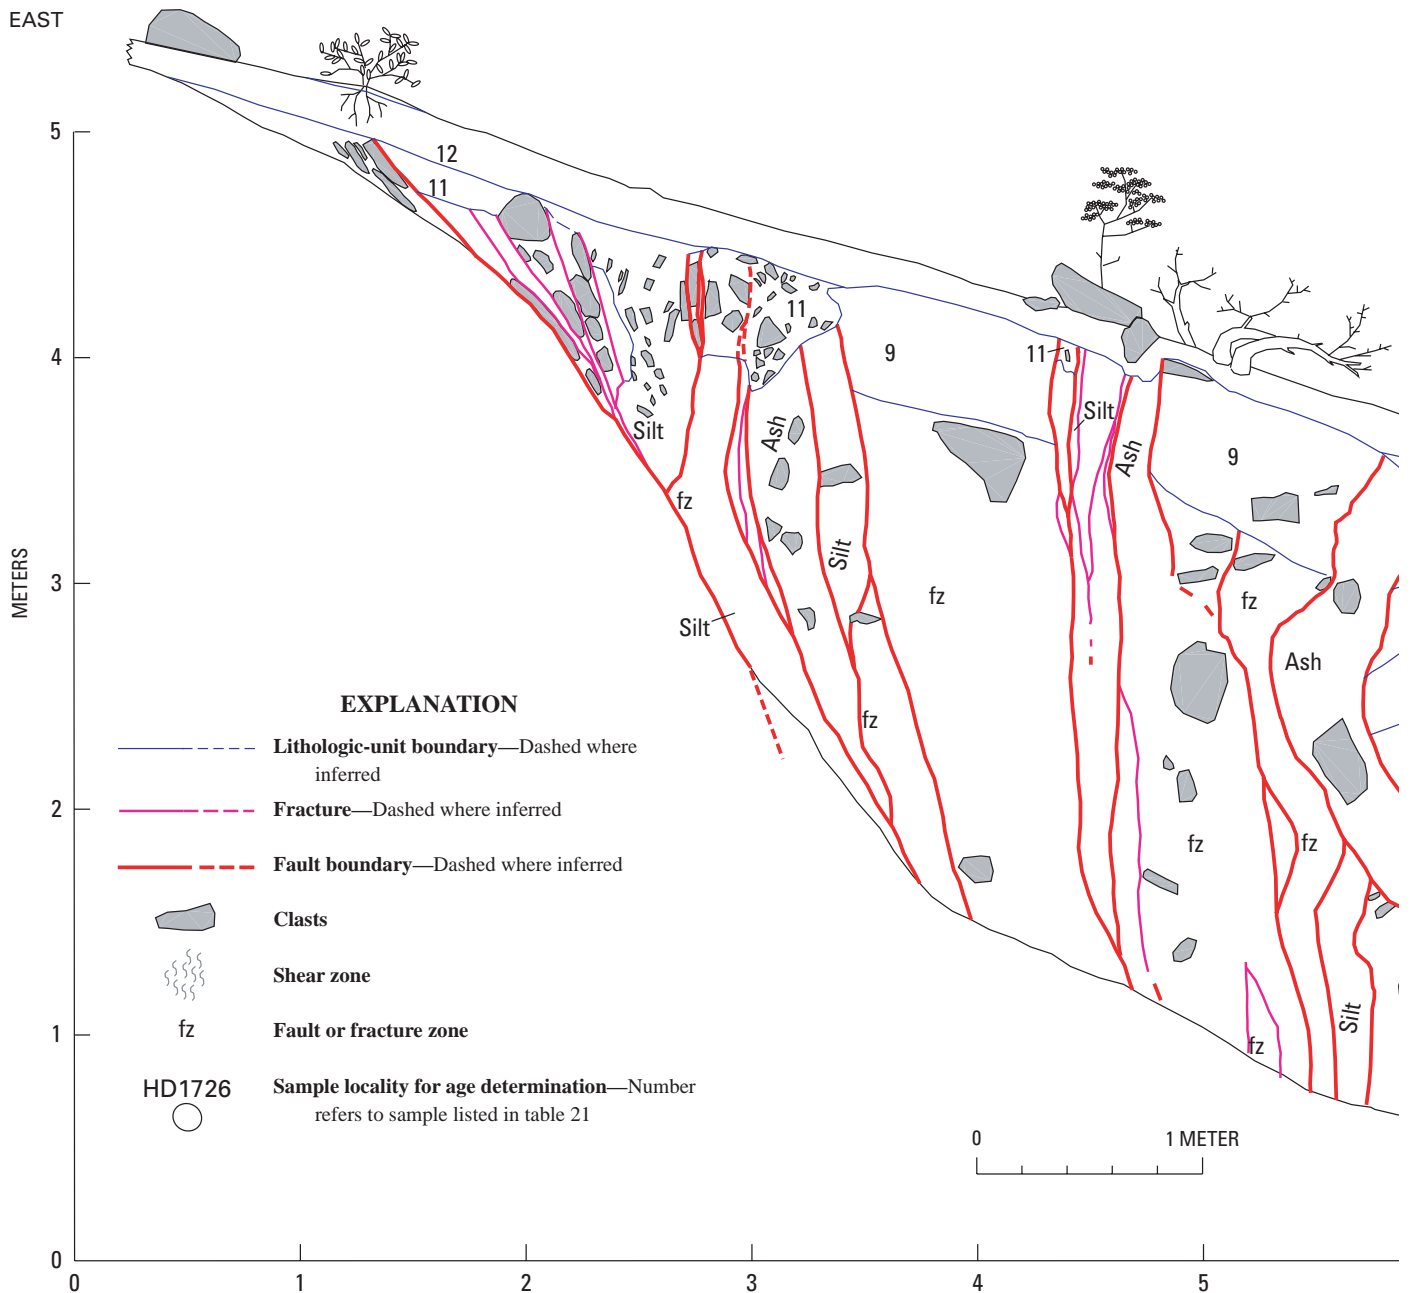 EAST
5
12
11
11
9
4
11
Silt
Silt
Ash
Ash
9
fz
Silt
METERS
3
fz
fz
Silt
Ash
fz
EXPLANATION
Lithologic-unit boundary—Dashed where
inferred
Fracture—Dashed where inferred
2
fz
fz
Fault boundary—Dashed where inferred
Clasts
Shear zone
Silt
1
fz Fault or fracture zone
fz
HD1726 Sample locality for age determination—Number
refers to sample listed in table 21
0 1 METER
0
0 1 2 3 4 5